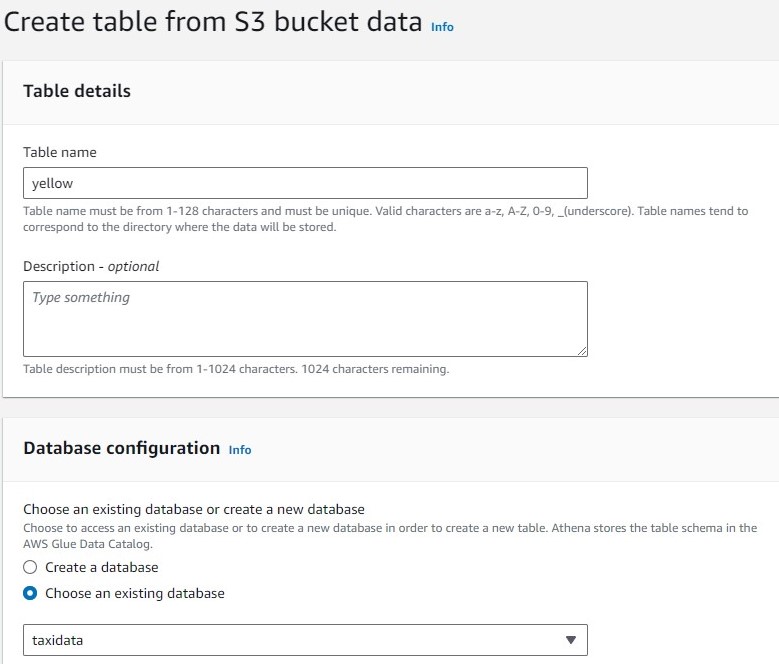 Create table from S3 bucket data Info
Table details
Table name
yellow
Table name must be from 1-128 characters and must be unique. Valid characters are a-z, A-Z, 0-9, _(underscore). Table names tend to
correspond to the directory where the data will be stored.
Description - optional
Type something
Table description must be from 1-1024 characters. 1024 characters remaining.
Database configuration Info
Choose an existing database or create a new database
Choose to access an existing database or to create a new database in order to create a new table. Athena stores the table schema in the
AWS Glue Data Catalog.
Create a database
Choose an existing database
taxidata